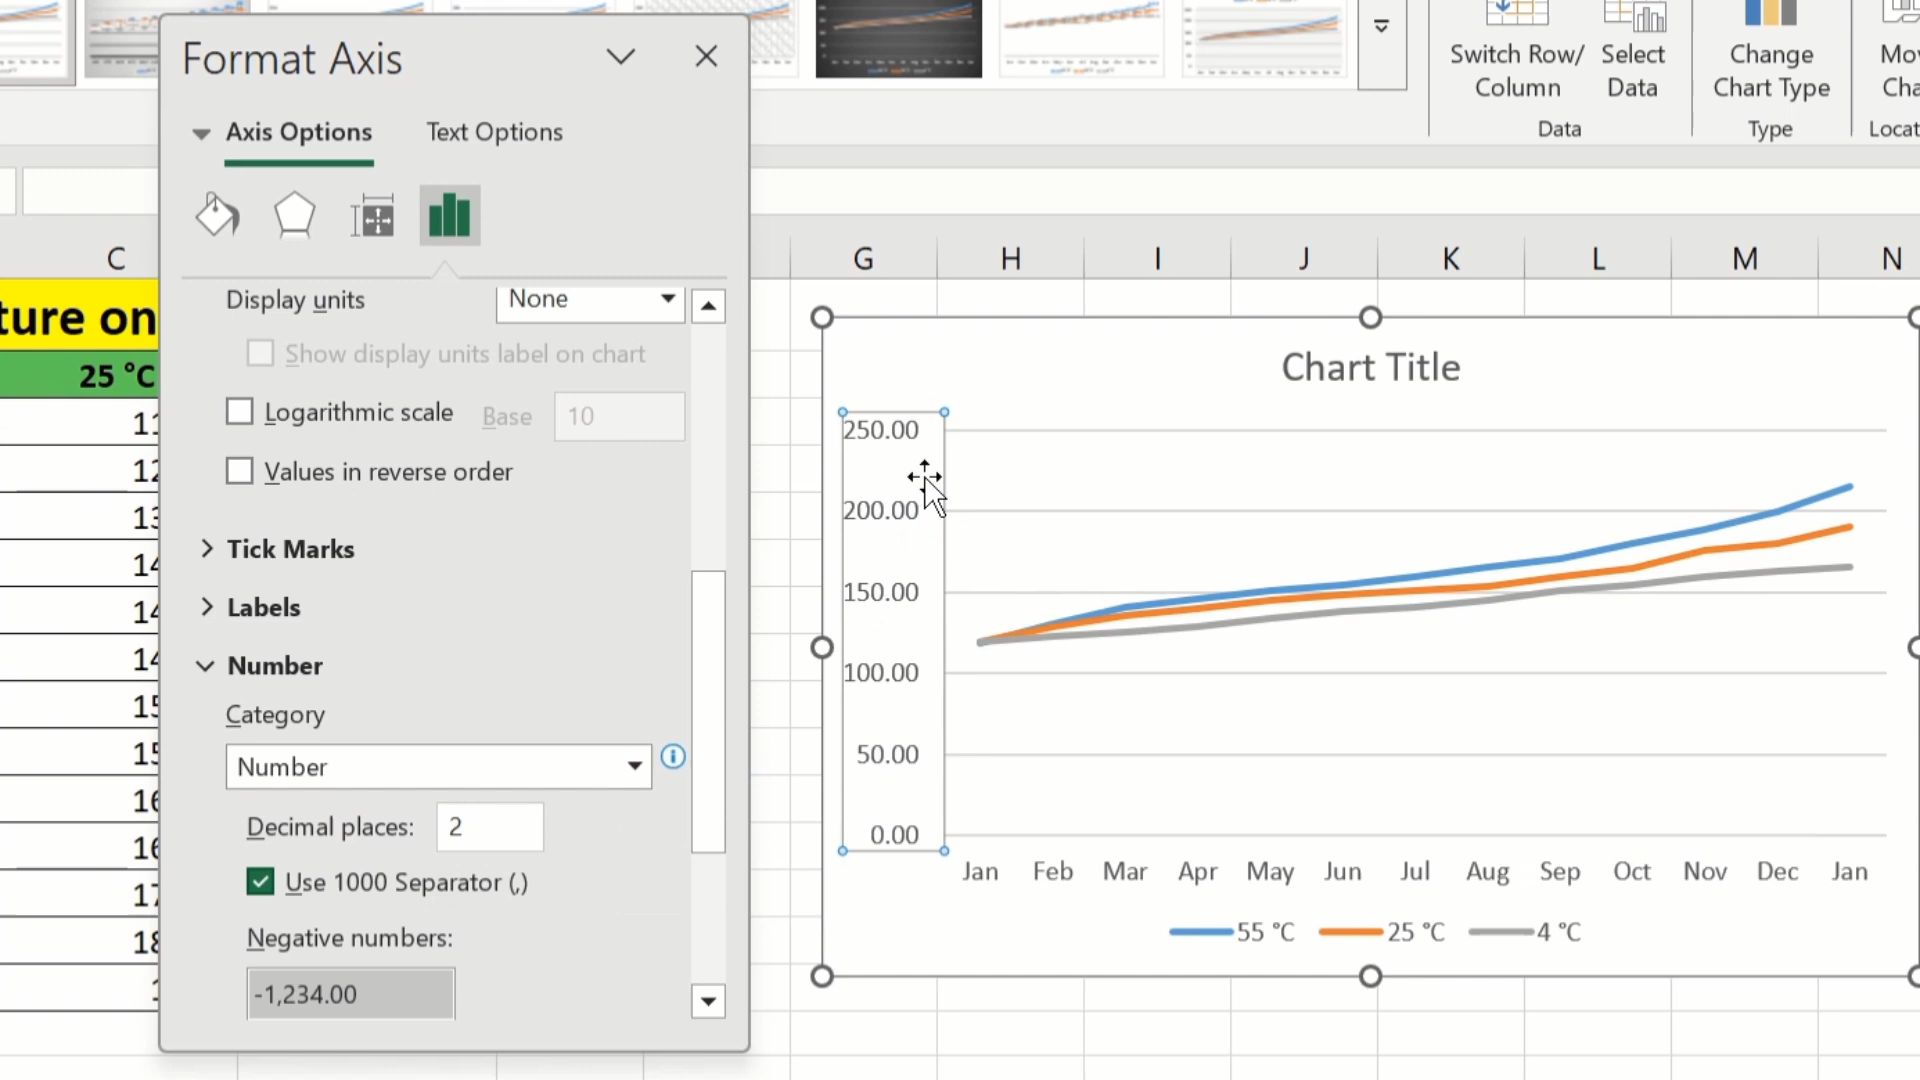 Format Axis
Axis Options
Text Options
Switch Row/
Column
Select
Data
Data
Change
Chart Type
Type
C
G
H
I
J
K
L
M
N
ture on
25 °C
Display units
None
Show display units label on chart
Logarithmic scale
Base
10
Values in reverse order
Tick Marks
Labels
Number
Category
Number
Decimal places:
2
Use 1000 Separator (,)
Negative numbers:
-1,234.00
Chart Title
250.00
200.00
150.00
100.00
50.00
0.00
Jan Feb Mar Apr May Jun Jul Aug Sep Oct Nov Dec Jan
55 °C 25 °C 4 °C